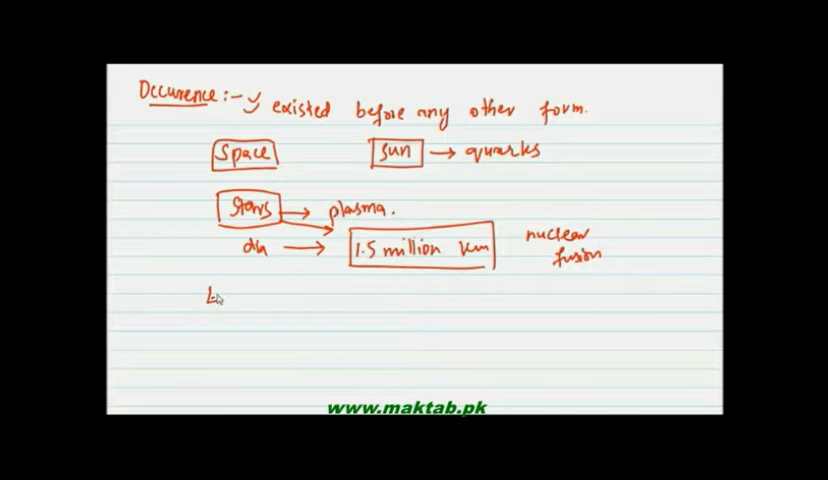 Occurence :- existed before any other form.
Space sun → quarks
Stars → plasma.
dia → 1.5 million Km nuclear
fusion
www.maktab.pk